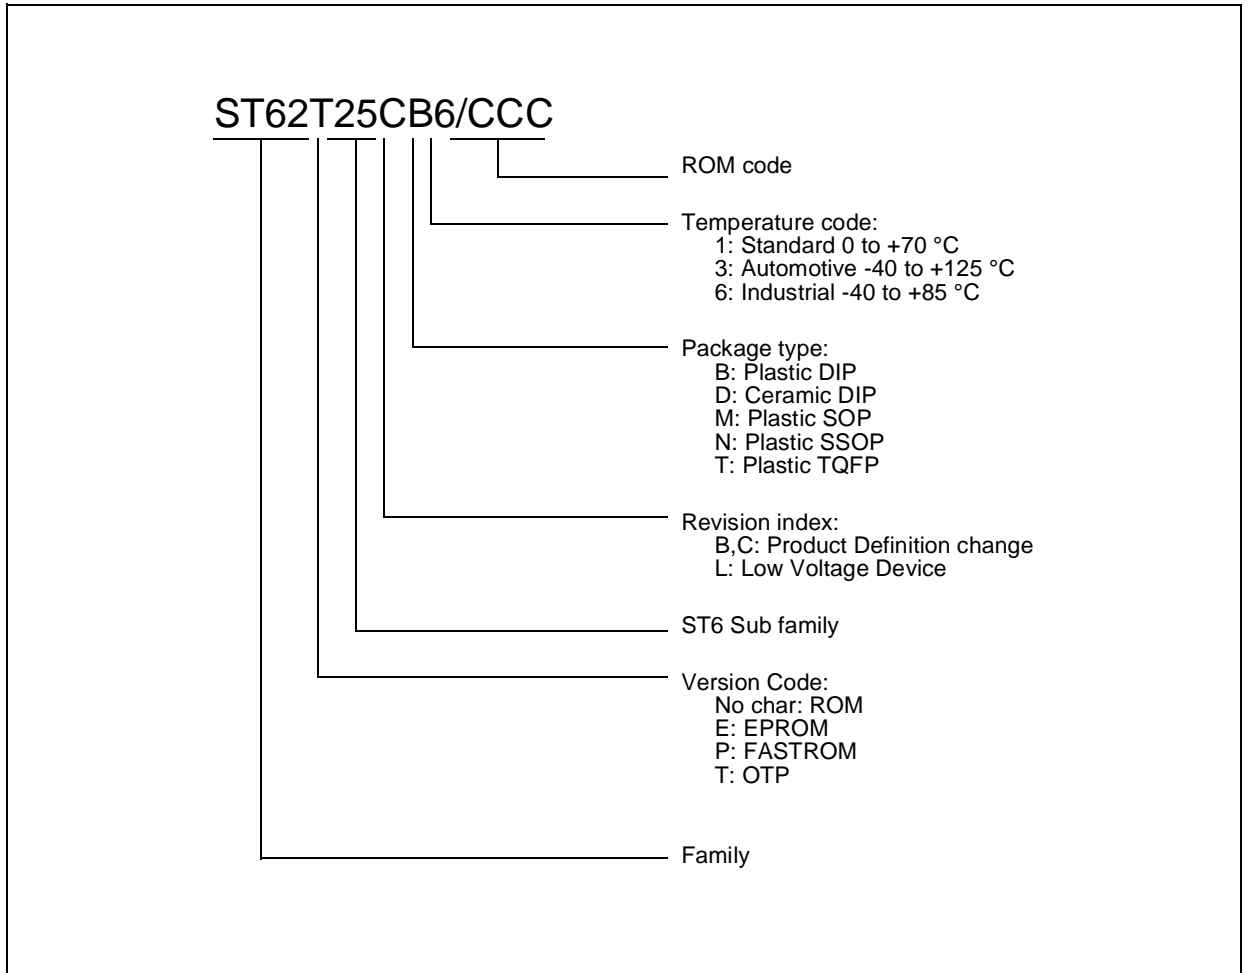 ST62T25CB6/CCC
ROM code
Temperature code:
1: Standard 0 to +70 °C
3: Automotive -40 to +125 °C
6: Industrial -40 to +85 °C
Package type:
B: Plastic DIP
D: Ceramic DIP
M: Plastic SOP
N: Plastic SSOP
T: Plastic TQFP
Revision index:
B,C: Product Definition change
L: Low Voltage Device
ST6 Sub family
Version Code:
No char: ROM
E: EPROM
P: FASTROM
T: OTP
Family